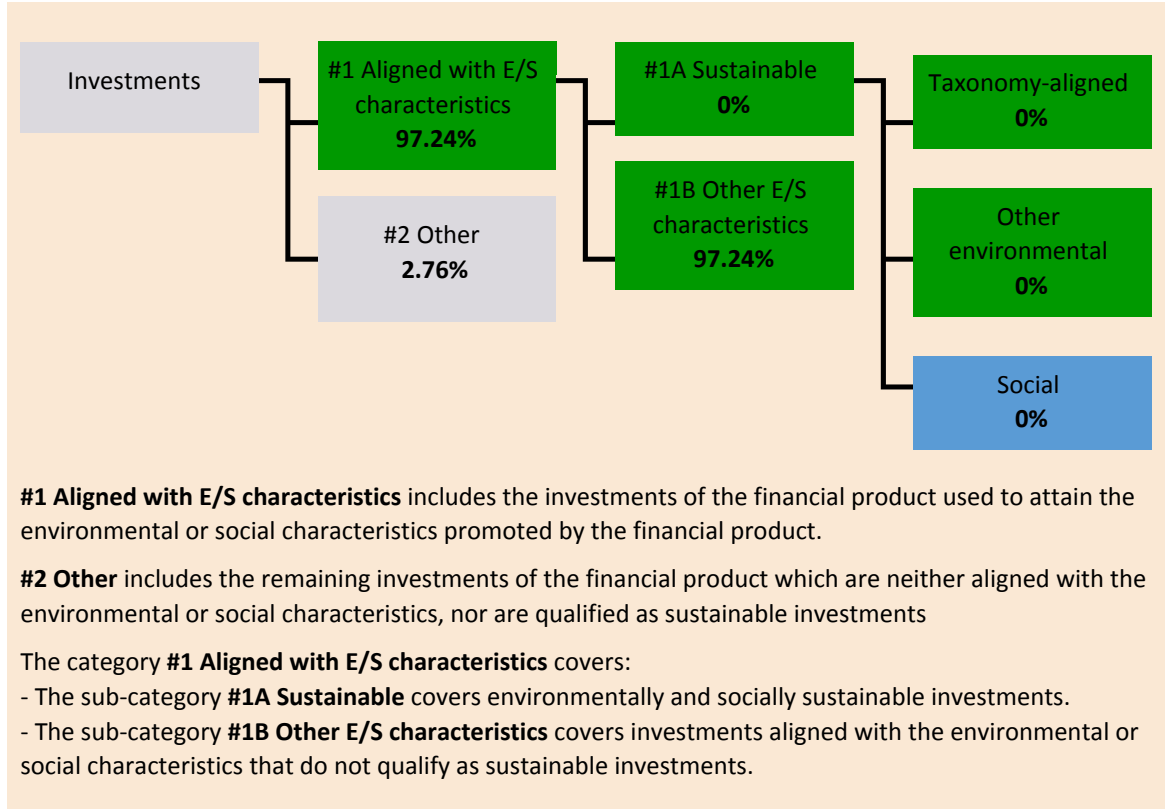 Investments
#1 Aligned with E/S
characteristics
97.24%
#2 Other
2.76%
#1A Sustainable
0%
#1B Other E/S
characteristics
97.24%
Taxonomy-aligned
0%
Other
environmental
0%
Social
0%
#1 Aligned with E/S characteristics includes the investments of the financial product used to attain the
environmental or social characteristics promoted by the financial product.
#2 Other includes the remaining investments of the financial product which are neither aligned with the
environmental or social characteristics, nor are qualified as sustainable investments
The category #1 Aligned with E/S characteristics covers:
- The sub-category #1A Sustainable covers environmentally and socially sustainable investments.
- The sub-category #1B Other E/S characteristics covers investments aligned with the environmental or
social characteristics that do not qualify as sustainable investments.